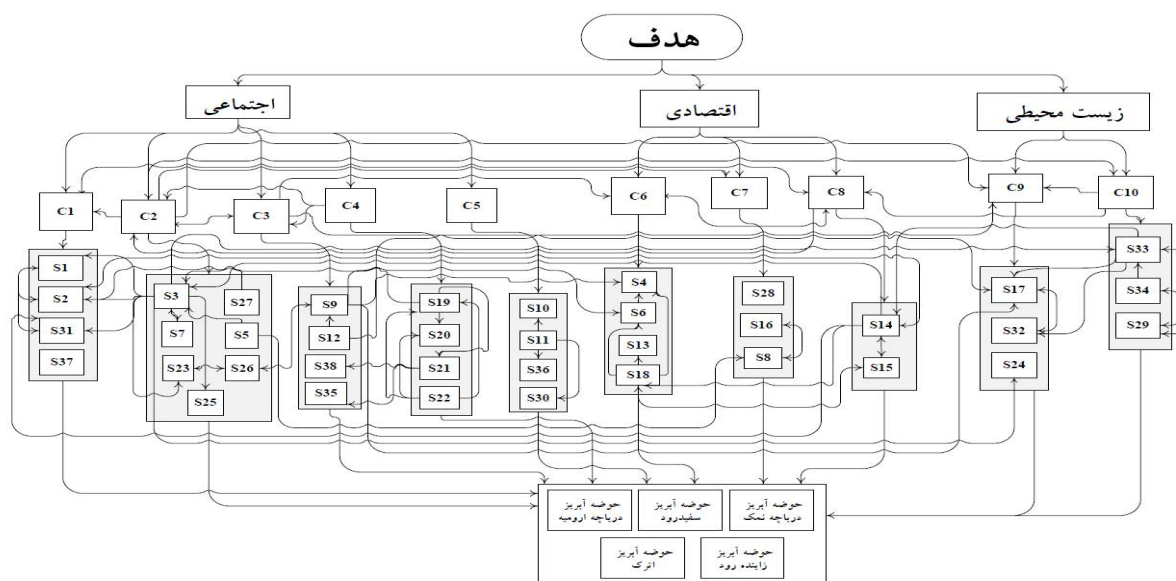 هدف
اجتماعی
اقتصادی
زیست محیطی
C1
C2
C3
C4
C5
C6
C7
C8
C9
C10
S1
S2
S31
S37
S3
S27
S7
S5
S23
S26
S25
S9
S12
S38
S35
S19
S20
S21
S22
S10
S11
S36
S30
S4
S6
S13
S18
S28
S16
S8
S14
S15
S17
S32
S24
S33
S34
S29
حوضه آبریز
دریاچه ارومیه
حوضه آبریز
سفیدرود
حوضه آبریز
دریاچه نمک
حوضه آبریز
اترک
حوضه آبریز
زاینده رود